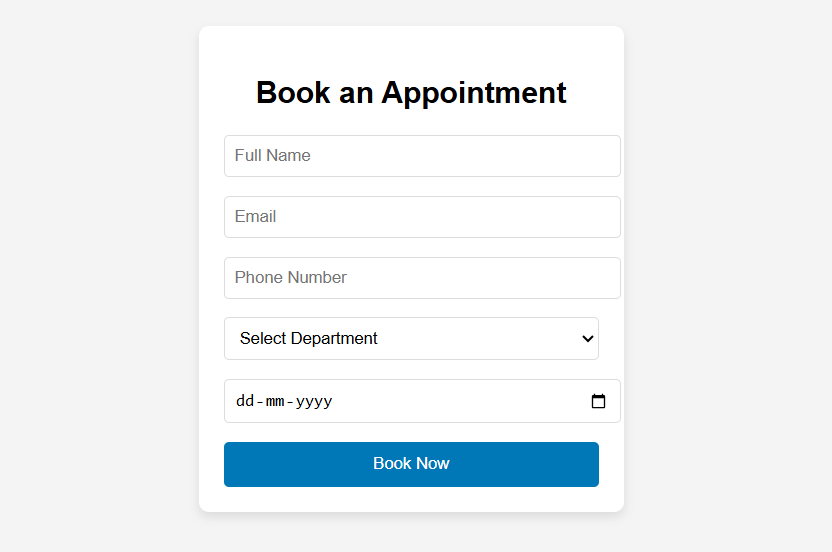 Book an Appointment
Full Name
Email
Phone Number
Select Department
dd-mm-yyyy
Book Now